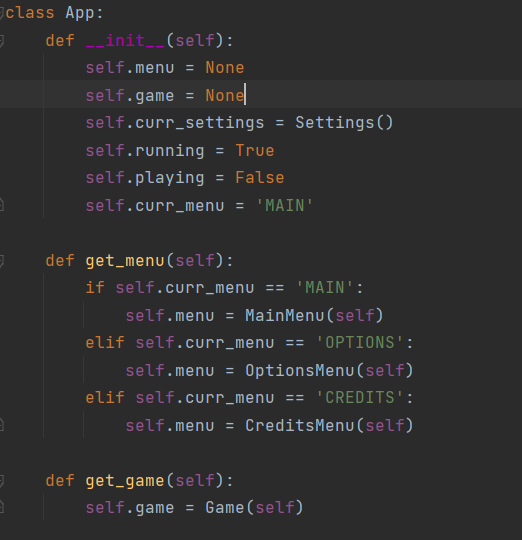 class App:
    def __init__(self):
        self.menu = None
        self.game = None
        self.curr_settings = Settings()
        self.running = True
        self.playing = False
        self.curr_menu = 'MAIN'

    def get_menu(self):
        if self.curr_menu == 'MAIN':
            self.menu = MainMenu(self)
        elif self.curr_menu == 'OPTIONS':
            self.menu = OptionsMenu(self)
        elif self.curr_menu == 'CREDITS':
            self.menu = CreditsMenu(self)

    def get_game(self):
        self.game = Game(self)